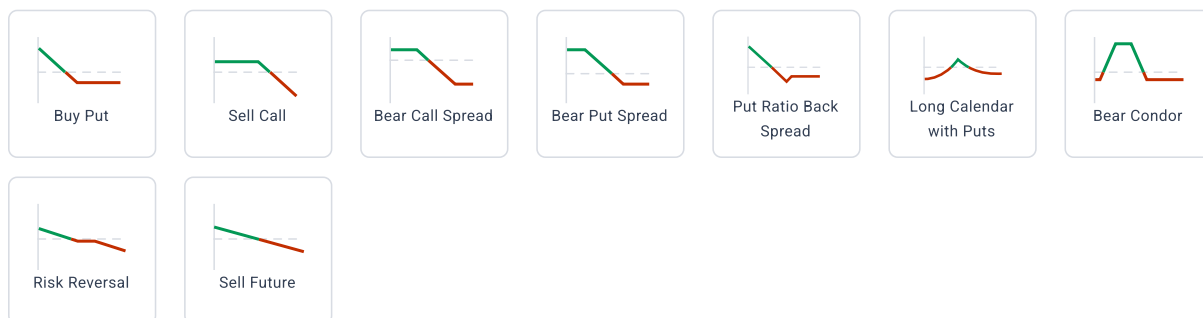 Buy Put
Sell Call
Bear Call Spread
Bear Put Spread
Put Ratio Back
Spread
Long Calendar
with Puts
Bear Condor
Risk Reversal
Sell Future